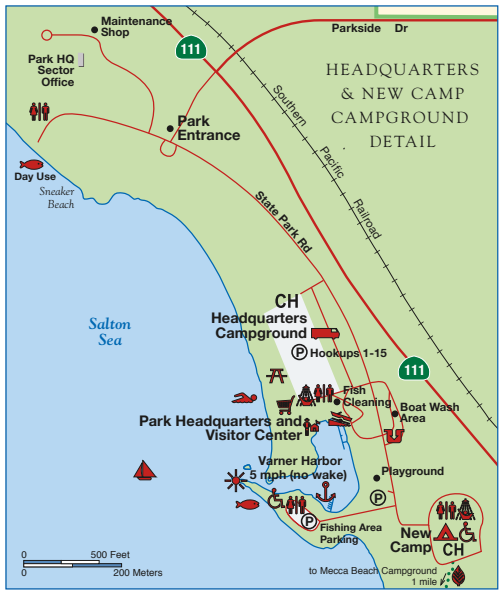 Maintenance
Shop
111
Parkside Dr
Park HQ
Sector
Office
HEADQUARTERS
& NEW CAMP
CAMPGROUND
DETAIL
Southern
Pacific
Railroad
Park
Entrance
Day Use
Sneaker
Beach
State Park Rd
Salton
Sea
CH
Headquarters
Campground
P Hookups 1-15
111
Fish
Cleaning
Boat Wash
Area
Park Headquarters and
Visitor Center
Varner Harbor
5 mph (no wake)
Playground
P
P
Fishing Area
Parking
New
Camp
CH
0 500 Feet
0 200 Meters
to Mecca Beach Campground
1 mile